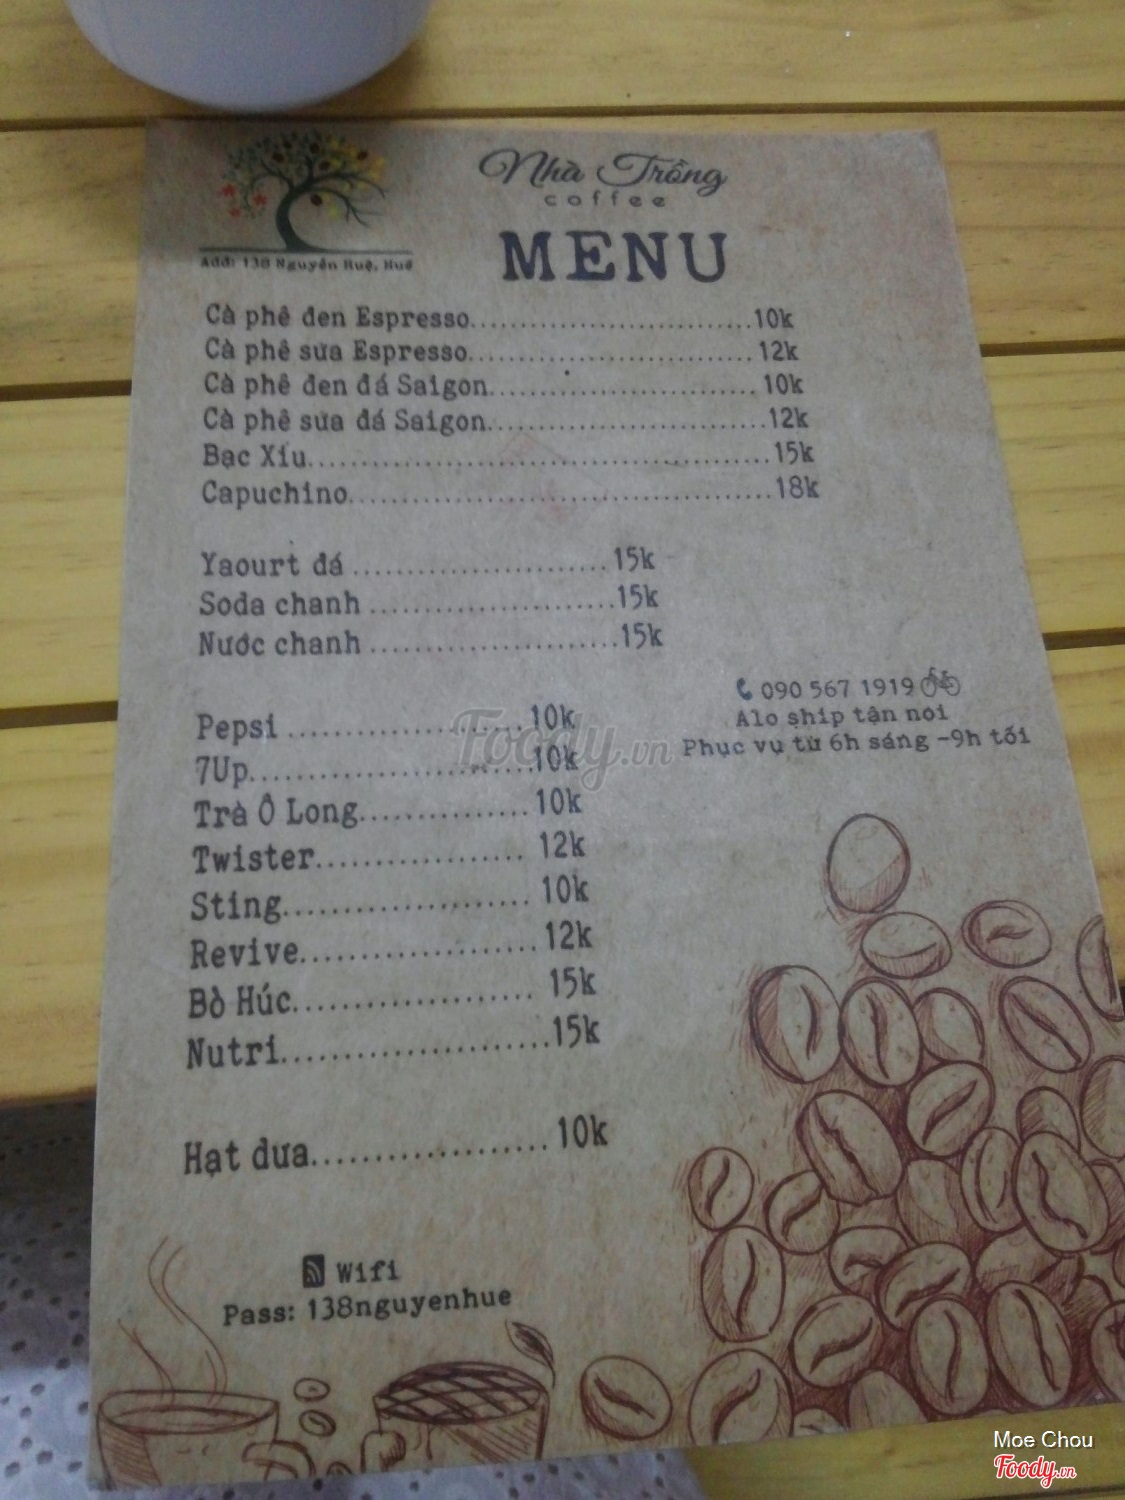 Nhà Trồng
coffee
MENU
Add: 138 Nguyễn Huệ, Huế
Cà phê đen Espresso............................10k
Cà phê sữa Espresso............................12k
Cà phê đen đá Saigon...........................10k
Cà phê sữa đá Saigon...........................12k
Bạc Xíu..............................................15k
Capuchino..........................................18k
Yaourt đá ..........................15k
Soda chanh .........................15k
Nước chanh .........................15k
090 567 1919
Alo ship tận nơi
Phục vụ từ 6h sáng -9h tối
Pepsi ........................10k
7Up............................10k
Trà Ô Long................10k
Twister...................... 12k
Sting......................... 10k
Revive.......................12k
Bò Húc...................... 15k
Nutri..........................15k
Hạt dưa.....................10k
Wifi
Pass: 138nguyenhue
Foody.vn
Moe Chou
Foody.vn